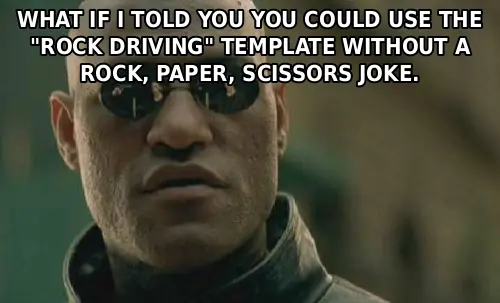 WHAT IF I TOLD YOU YOU COULD USE THE
"ROCK DRIVING" TEMPLATE WITHOUT A
ROCK, PAPER, SCISSORS JOKE.